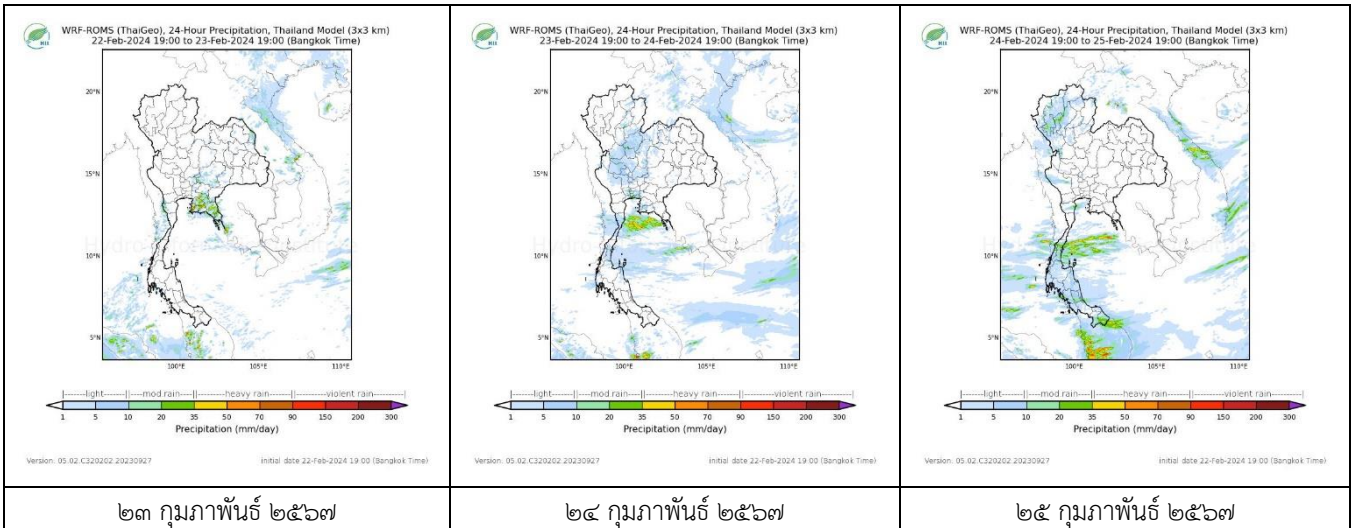 WRF-ROMS (ThaiGeo), 24-Hour Precipitation, Thailand Model (3x3 km)
22-Feb-2024 19:00 to 23-Feb-2024 19:00 (Bangkok Time)
20°N
15°N
10°N
5°N
100°E
105°E
110°E
light mod rain heavy rain violent rain
1 5 10 20 35 50 70 90 150 200 300
Precipitation (mm/day)
Version: 05.02.C320202.20230927 initial date 22-Feb-2024 19:00 (Bangkok Time)
๒๓ กุมภาพันธ์ ๒๕๖๗
WRF-ROMS (ThaiGeo), 24-Hour Precipitation, Thailand Model (3x3 km)
23-Feb-2024 19:00 to 24-Feb-2024 19:00 (Bangkok Time)
20°N
15°N
10°N
5°N
100°E
105°E
110°E
light mod rain heavy rain violent rain
1 5 10 20 35 50 70 90 150 200 300
Precipitation (mm/day)
Version: 05.02.C320202.20230927 initial date 22-Feb-2024 19:00 (Bangkok Time)
๒๔ กุมภาพันธ์ ๒๕๖๗
WRF-ROMS (ThaiGeo), 24-Hour Precipitation, Thailand Model (3x3 km)
24-Feb-2024 19:00 to 25-Feb-2024 19:00 (Bangkok Time)
20°N
15°N
10°N
5°N
100°E
105°E
110°E
light mod rain heavy rain violent rain
1 5 10 20 35 50 70 90 150 200 300
Precipitation (mm/day)
Version: 05.02.C320202.20230927 initial date 22-Feb-2024 19:00 (Bangkok Time)
๒๕ กุมภาพันธ์ ๒๕๖๗